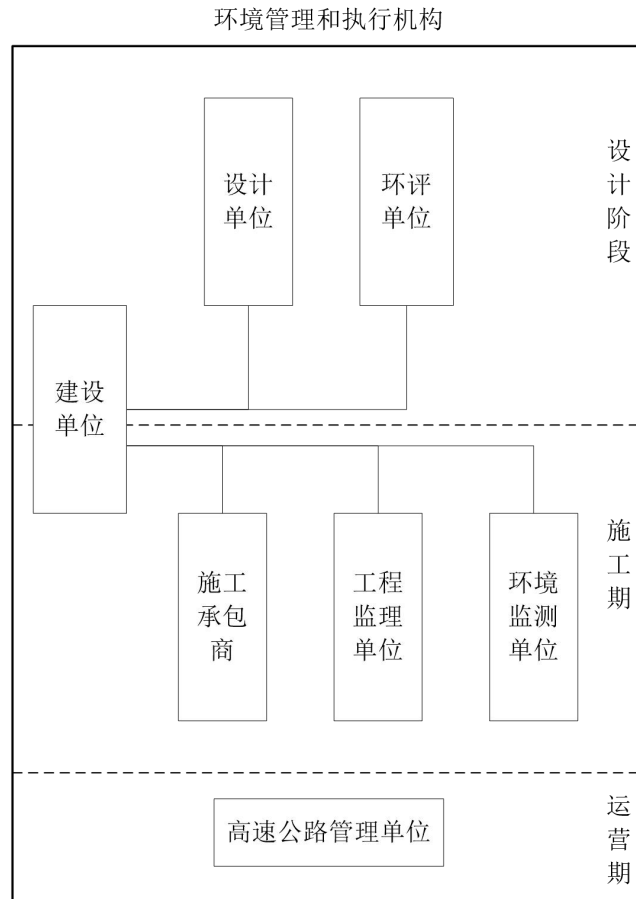 环境管理和执行机构
设计
单位
环评
单位
设
计
阶
段
建设
单位
施工
承包
商
工程
监理
单位
环境
监测
单位
施
工
期
高速公路管理单位
运
营
期